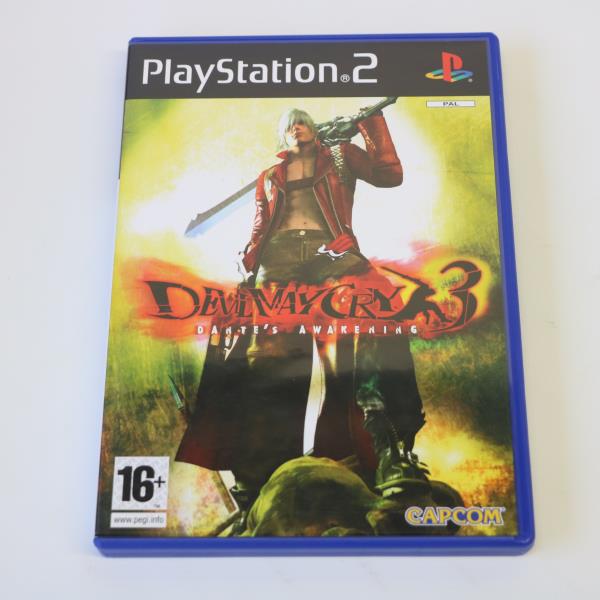 PlayStation®2
PAL
DEVIL MAY CRY 3
DANTE'S AWAKENING
16+
www.pegi.info
CAPCOM